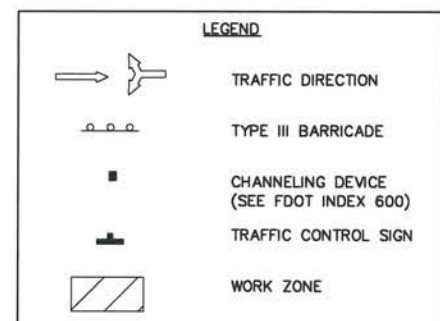 LEGEND
TRAFFIC DIRECTION
TYPE III BARRICADE
CHANNELING DEVICE
(SEE FDOT INDEX 600)
TRAFFIC CONTROL SIGN
WORK ZONE